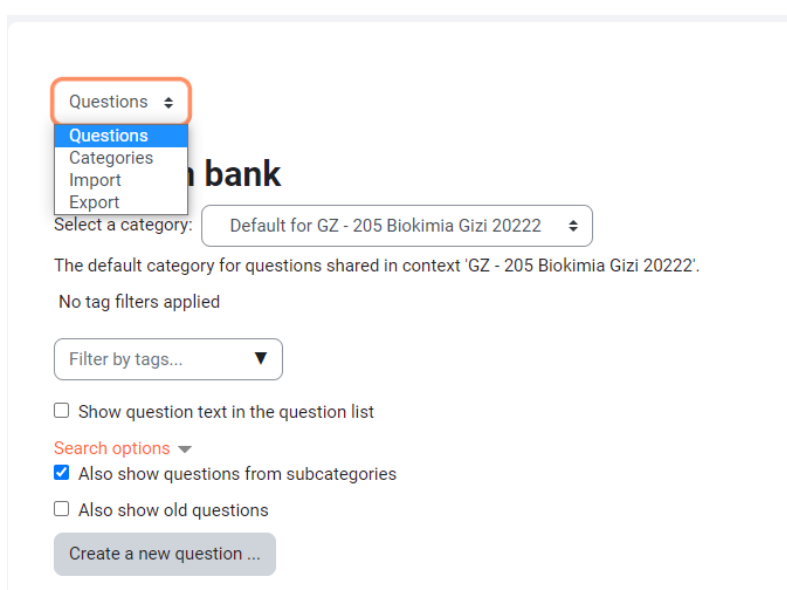 Questions
Questions
Categories
Import
Export
bank
Select a category: Default for GZ - 205 Biokimia Gizi 20222
The default category for questions shared in context 'GZ - 205 Biokimia Gizi 20222'.
No tag filters applied
Filter by tags... ▼
Show question text in the question list
Search options
Also show questions from subcategories
Also show old questions
Create a new question ...